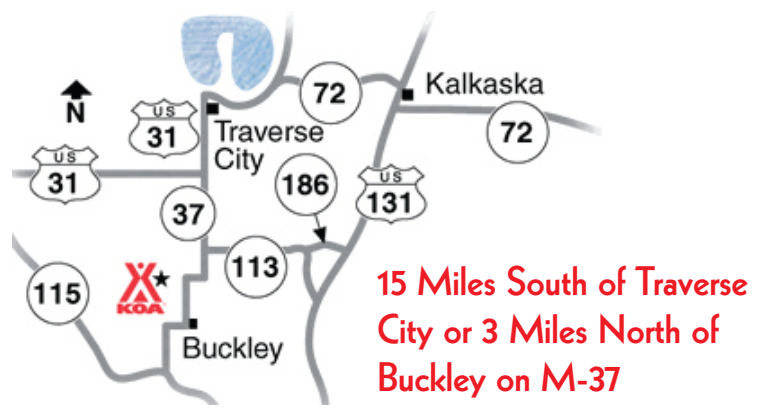 N
US
31
Traverse
City
72
Kalkaska
72
US
31
186
US
131
37
113
115
KOA
Buckley
15 Miles South of Traverse
City or 3 Miles North of
Buckley on M-37